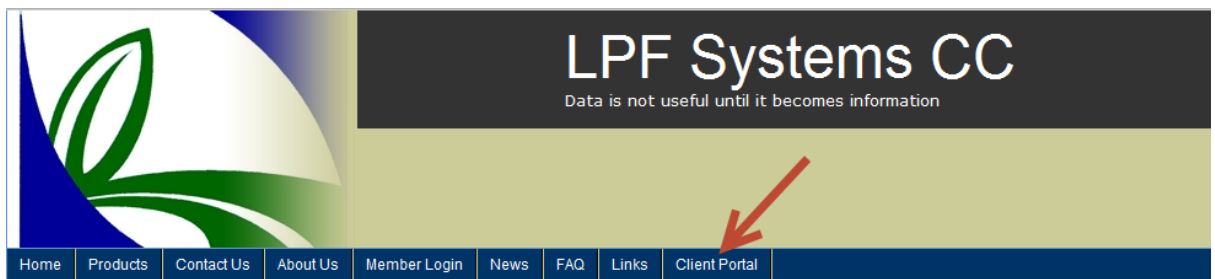 LPF Systems CC
Data is not useful until it becomes information
Home Products Contact Us About Us Member Login News FAQ Links Client Portal